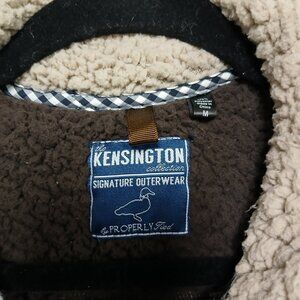 the
KENSINGTON
collection
SIGNATURE OUTERWEAR
by PROPERLY Tied
M